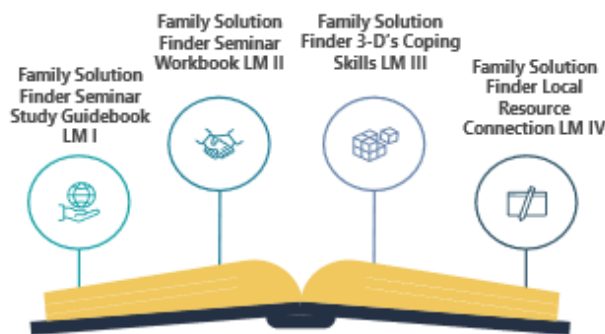 Family Solution
Finder Seminar
Study Guidebook
LM I
Family Solution
Finder Seminar
Workbook LM II
Family Solution
Finder 3-D's Coping
Skills LM III
Family Solution
Finder Local
Resource
Connection LM IV